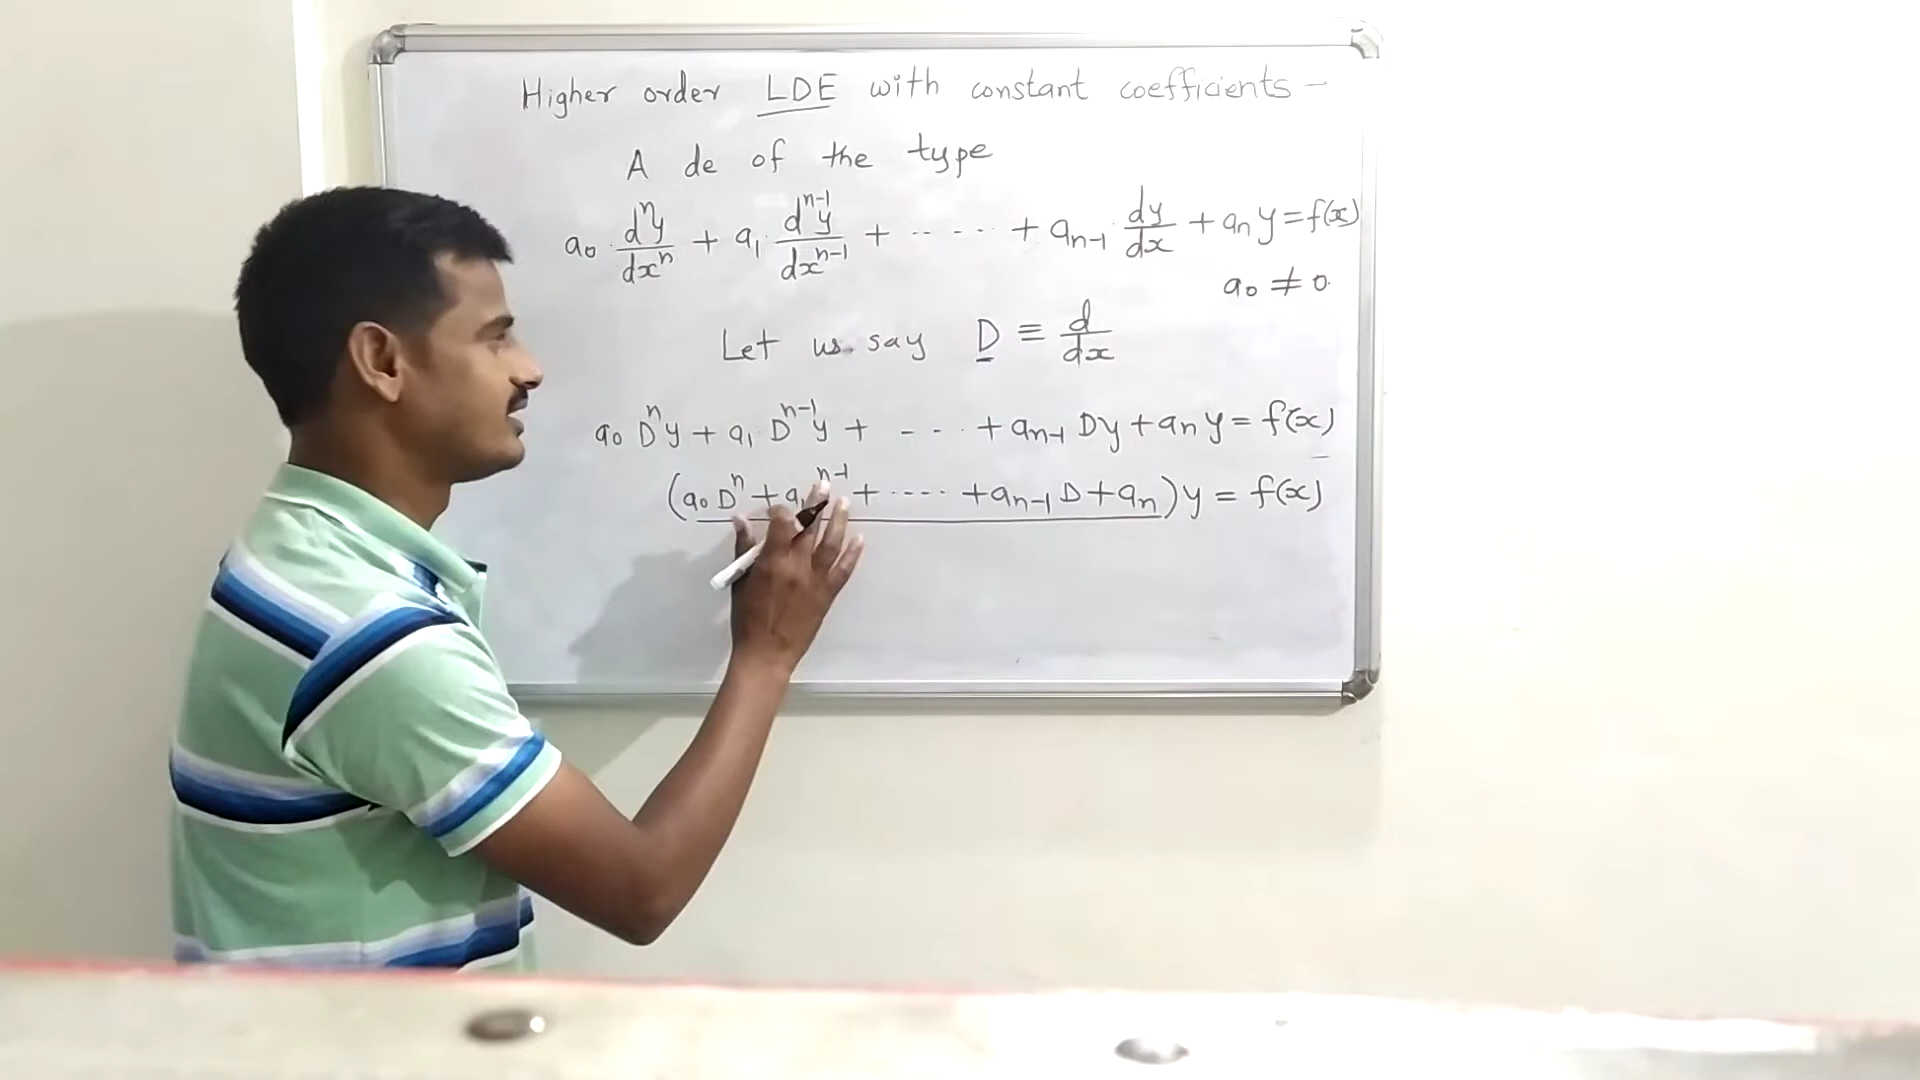 Higher order LDE with constant coefficients –
A de of the type
a₀ dⁿy/dxⁿ + a₁ dⁿ⁻¹y/dxⁿ⁻¹ + ----- + aₙ₋₁ dy/dx + aₙ y = f(x)
a₀ ≠ 0
Let us say D ≡ d/dx
a₀ Dⁿy + a₁ Dⁿ⁻¹y + --- + aₙ₋₁ Dy + aₙ y = f(x)
(a₀ Dⁿ + a₁ ⁿ⁻¹ + ---- + aₙ₋₁ D + aₙ) y = f(x)